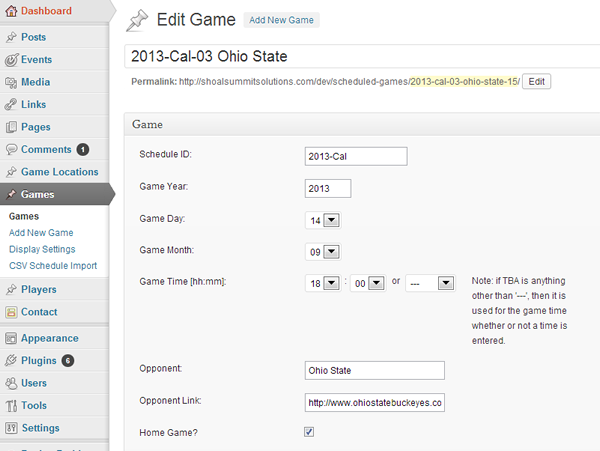 Dashboard
Posts
Events
Media
Links
Pages
Comments 1
Game Locations
Games
Games
Add New Game
Display Settings
CSV Schedule Import
Players
Contact
Appearance
Plugins 6
Users
Tools
Settings
Edit Game Add New Game
2013-Cal-03 Ohio State
Permalink: http://shoalsummitsolutions.com/dev/scheduled-games/2013-cal-03-ohio-state-15/ Edit
Game
Schedule ID: 2013-Cal
Game Year: 2013
Game Day: 14
Game Month: 09
Game Time [hh:mm]: 18 : 00 or ---
Note: if TBA is anything
other than '---', then it is
used for the game time
whether or not a time is
entered.
Opponent: Ohio State
Opponent Link: http://www.ohiostatebuckeyes.co
Home Game?